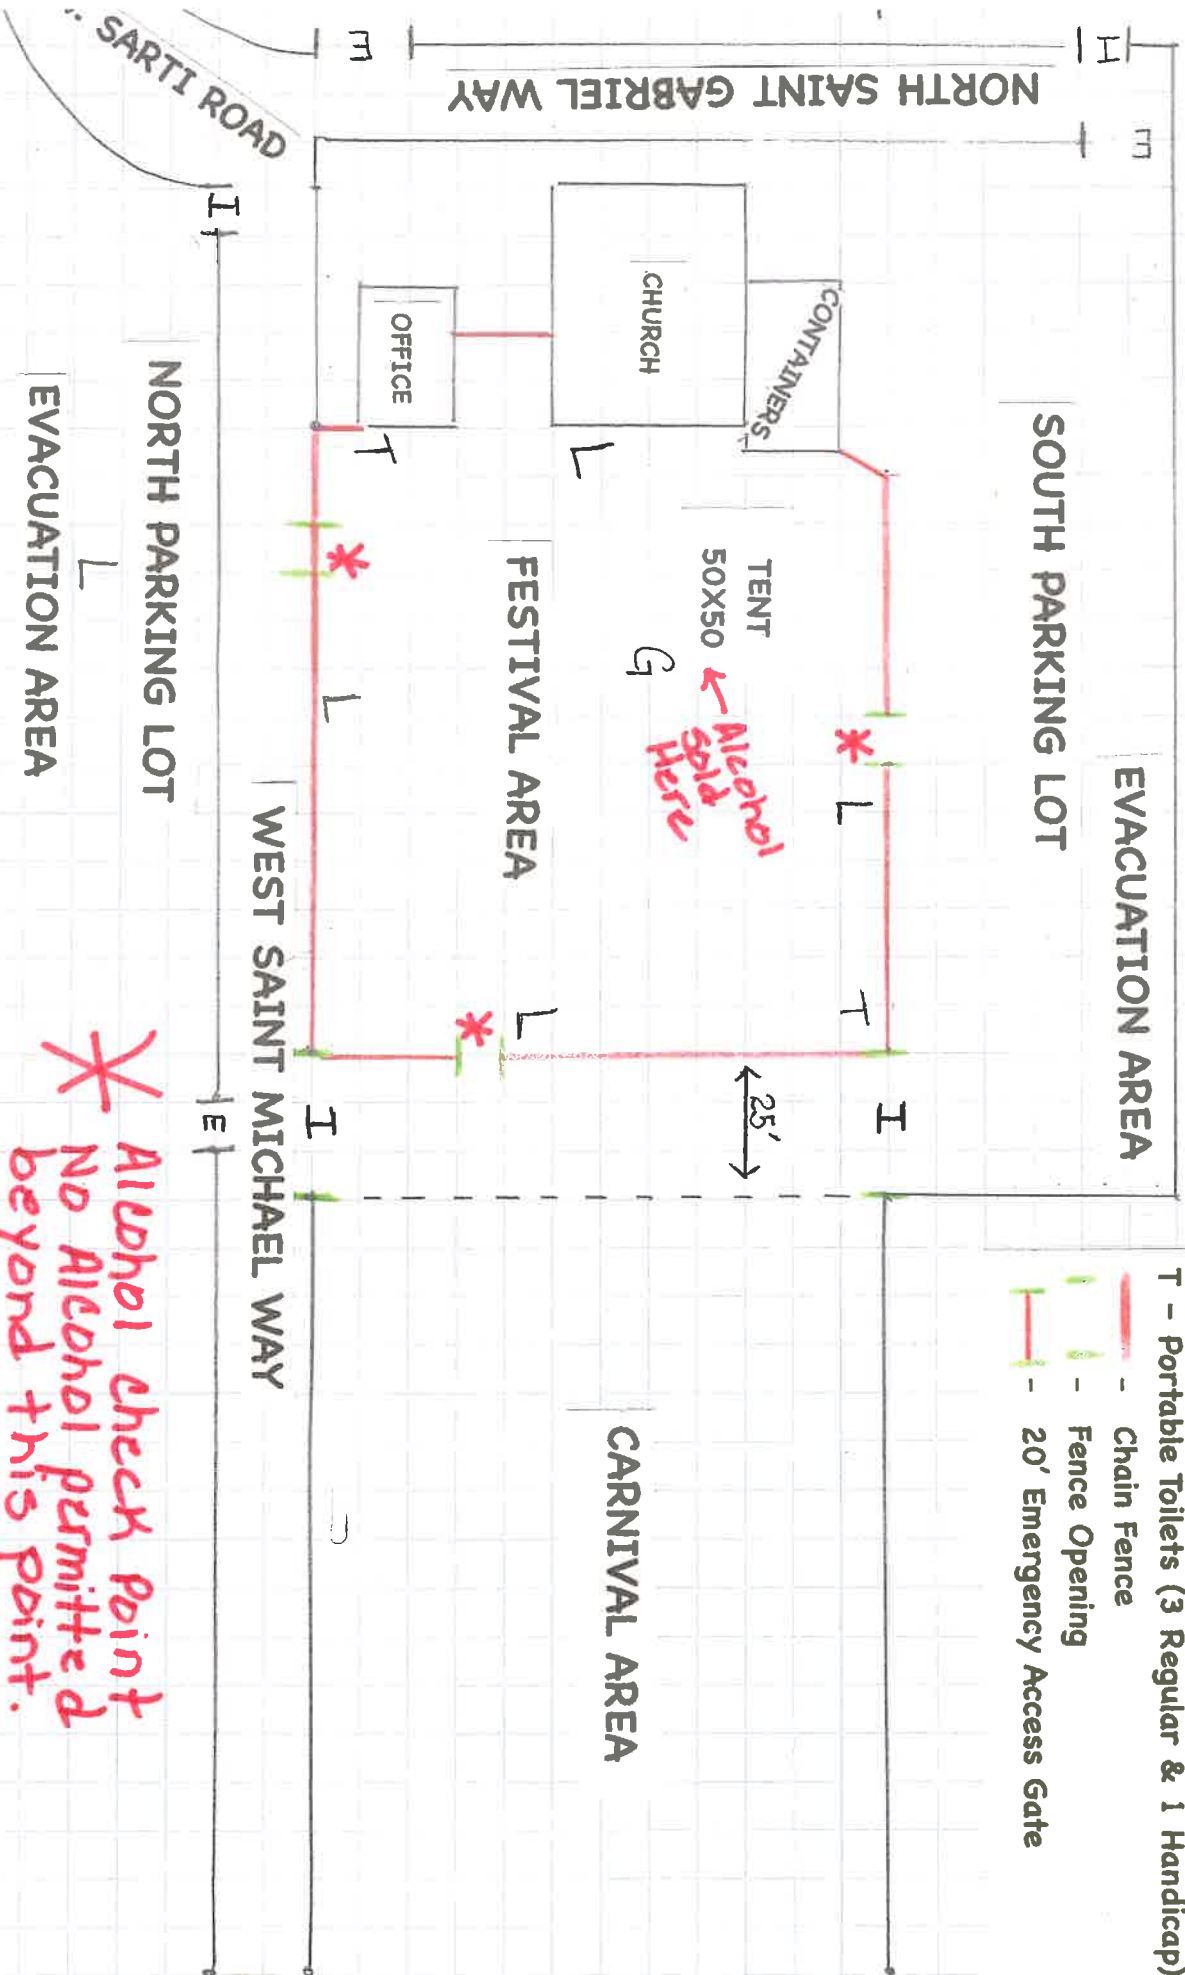 T - Portable Toilets (3 Regular & 1 Handicap)
- Chain Fence
- Fence Opening
- 20' Emergency Access Gate
EVACUATION AREA
SOUTH PARKING LOT
H
E
NORTH SAINT GABRIEL WAY
E
. SARTI ROAD
I
CONTAINERS
CHURCH
OFFICE
T
L
TENT
50X50
← Alcohol
Sold
Here
G
FESTIVAL AREA
*
L
T
*
L
*
L
25'
I
I
CARNIVAL AREA
WEST SAINT MICHAEL WAY
E
NORTH PARKING LOT
L
EVACUATION AREA
* Alcohol check Point
No Alcohol permitted
beyond this point.